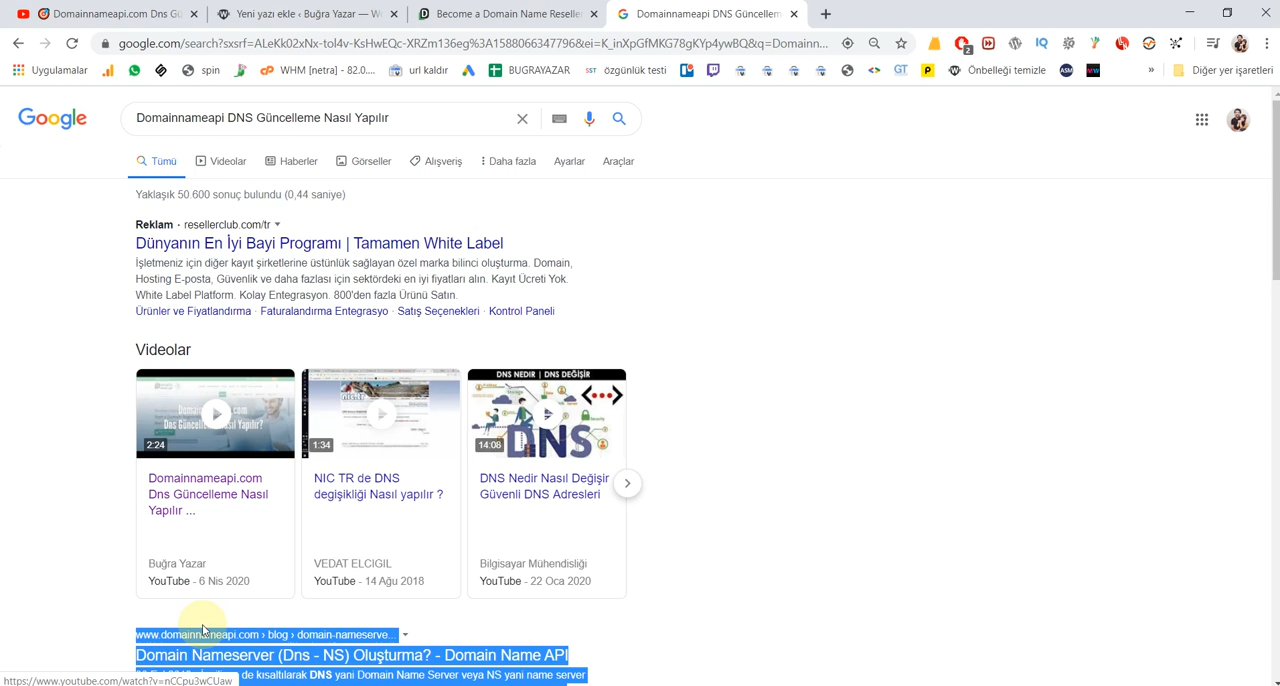 Domainnameapi.com Dns Gü
Yeni yazı ekle ‹ Buğra Yazar — W
Become a Domain Name Reselle
Domainnameapi DNS Güncellem
google.com/search?sxsrf=ALeKk02xNx-tol4v-KsHwEQc-XRZm136eg%3A1588066347796&ei=K_inXpGfMKG78gKYp4ywBQ&q=Domainn...
Uygulamalar
spin
WHM [netra] - 82.0....
url kaldır
BUGRAYAZAR
SST özgünlük testi
GT
Önbelleği temizle
ASM
»
Diğer yer işaretleri
Google
Domainnameapi DNS Güncelleme Nasıl Yapılır
Tümü
Videolar
Haberler
Görseller
Alışveriş
Daha fazla
Ayarlar
Araçlar
Yaklaşık 50.600 sonuç bulundu (0,44 saniye)
Reklam · resellerclub.com/tr
Dünyanın En İyi Bayi Programı | Tamamen White Label
İşletmeniz için diğer kayıt şirketlerine üstünlük sağlayan özel marka bilinci oluşturma. Domain,
Hosting E-posta, Güvenlik ve daha fazlası için sektördeki en iyi fiyatları alın. Kayıt Ücreti Yok.
White Label Platform. Kolay Entegrasyon. 800'den fazla Ürünü Satın.
Ürünler ve Fiyatlandırma · Faturalandırma Entegrasyo · Satış Seçenekleri · Kontrol Paneli
Videolar
Domainnameapi.com
Dns Güncelleme Nasıl
Yapılır ...
2:24
Buğra Yazar
YouTube - 6 Nis 2020
1:34
NIC TR de DNS
degişikliği Nasıl yapılır ?
VEDAT ELCIGIL
YouTube - 14 Ağu 2018
DNS NEDIR | DNS DEĞİŞİR
DNS
14:08
DNS Nedir Nasıl Değişir
Güvenli DNS Adresleri
Bilgisayar Mühendisliği
YouTube - 22 Oca 2020
www.domainnameapi.com › blog › domain-nameserve...
Domain Nameserver (Dns - NS) Oluşturma? - Domain Name API
de kısaltılarak DNS yani Domain Name Server veya NS yani name server
https://www.youtube.com/watch?v=nCCpu3wCUaw